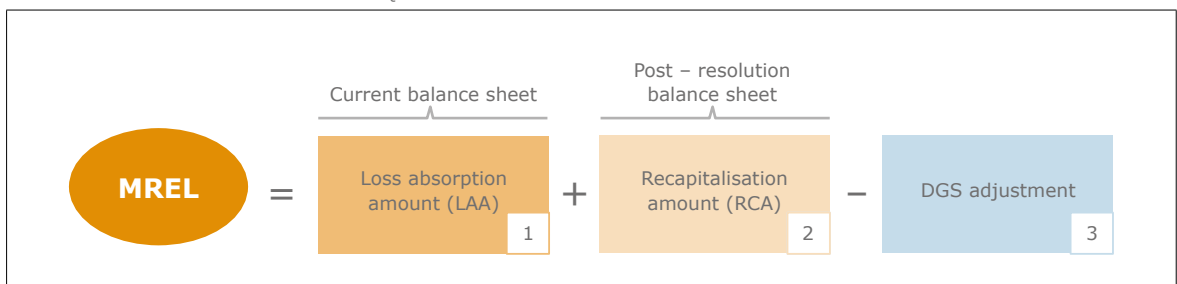 Current balance sheet
Post – resolution
balance sheet
MREL
=
Loss absorption
amount (LAA)
1
+
Recapitalisation
amount (RCA)
2
–
DGS adjustment
3